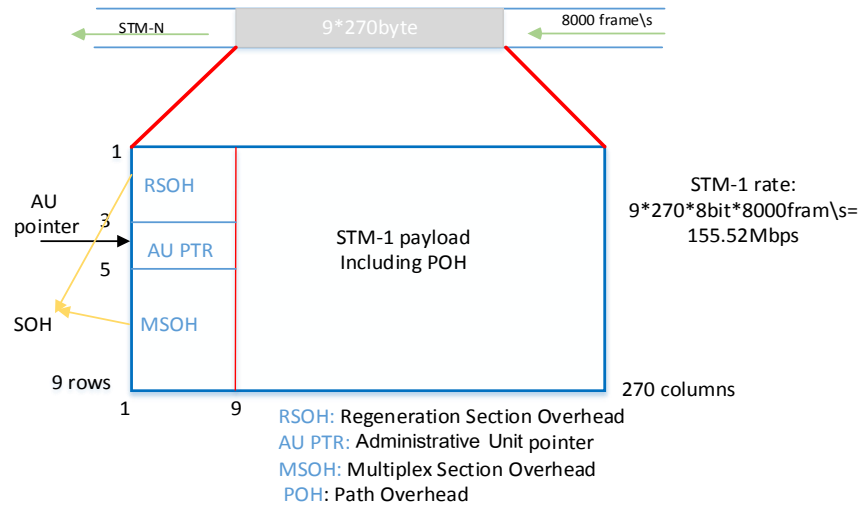 STM-N
9*270byte
8000 frame\s
1
RSOH
AU
pointer
3
AU PTR
5
STM-1 payload
Including POH
STM-1 rate:
9*270*8bit*8000fram\s=
155.52Mbps
SOH
MSOH
9 rows
1
9
270 columns
RSOH: Regeneration Section Overhead
AU PTR: Administrative Unit pointer
MSOH: Multiplex Section Overhead
POH: Path Overhead